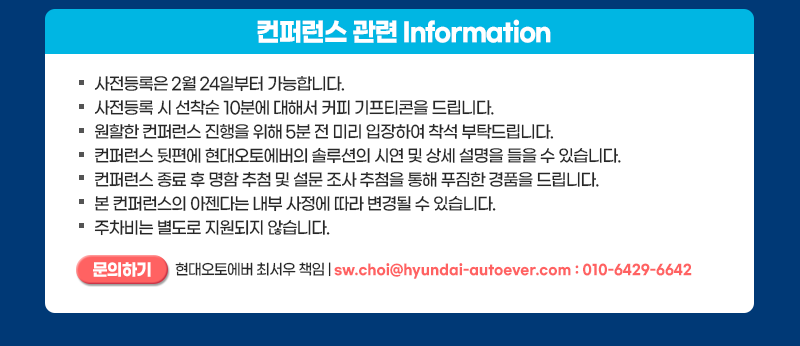 컨퍼런스 관련 Information
▪ 사전등록은 2월 24일부터 가능합니다.
▪ 사전등록 시 선착순 10분에 대해서 커피 기프티콘을 드립니다.
▪ 원할한 컨퍼런스 진행을 위해 5분 전 미리 입장하여 착석 부탁드립니다.
▪ 컨퍼런스 뒷편에 현대오토에버의 솔루션의 시연 및 상세 설명을 들을 수 있습니다.
▪ 컨퍼런스 종료 후 명함 추첨 및 설문 조사 추첨을 통해 푸짐한 경품을 드립니다.
▪ 본 컨퍼런스의 아젠다는 내부 사정에 따라 변경될 수 있습니다.
▪ 주차비는 별도로 지원되지 않습니다.
문의하기 현대오토에버 최서우 책임 | sw.choi@hyundai-autoever.com : 010-6429-6642